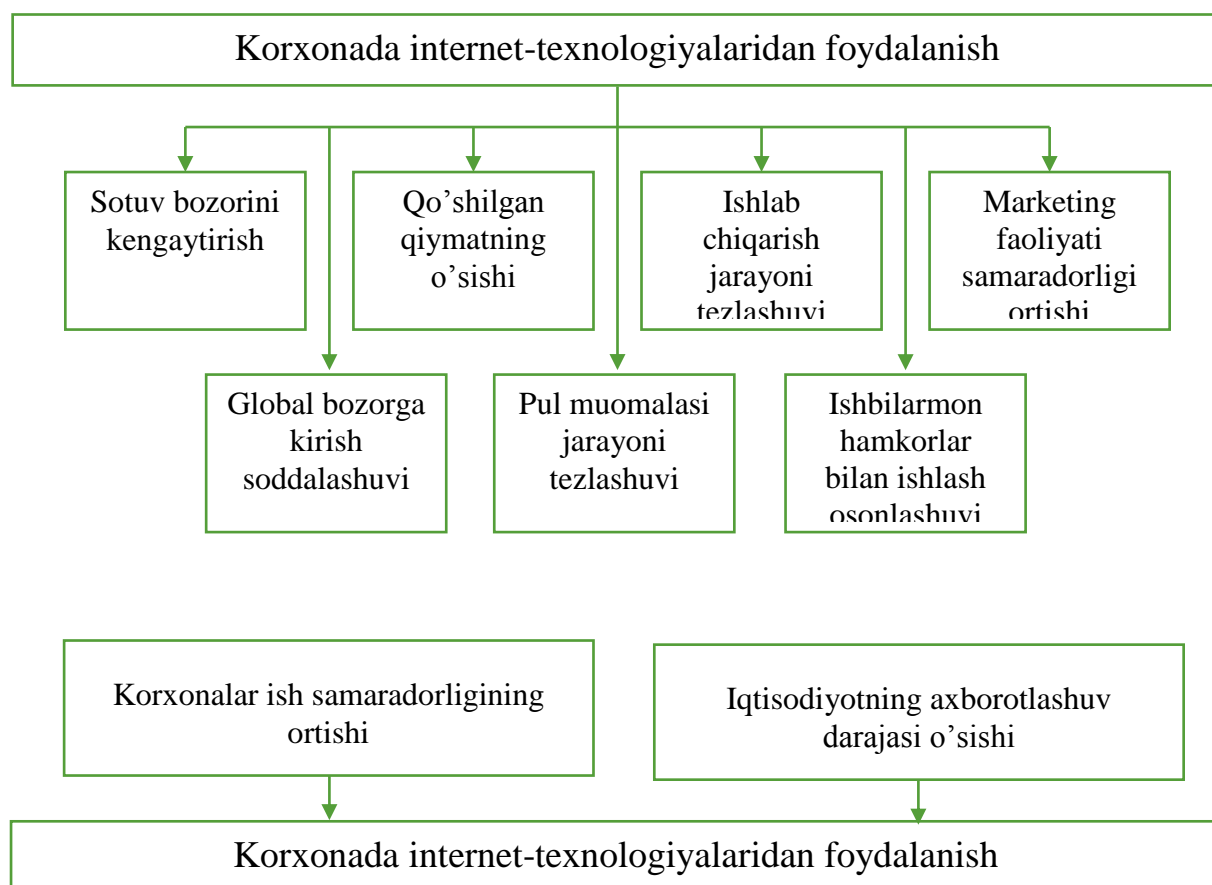 Korxonada internet-texnologiyalaridan foydalanish
Sotuv bozorini
kengaytirish
Qo’shilgan
qiymatning
o’sishi
Ishlab
chiqarish
jarayoni
tezlashuvi
Marketing
faoliyati
samaradorligi
ortishi
Global bozorga
kirish
soddalashuvi
Pul muomalasi
jarayoni
tezlashuvi
Ishbilarmon
hamkorlar
bilan ishlash
osonlashuvi
Korxonalar ish samaradorligining
ortishi
Iqtisodiyotning axborotlashuv
darajasi o’sishi
Korxonada internet-texnologiyalaridan foydalanish